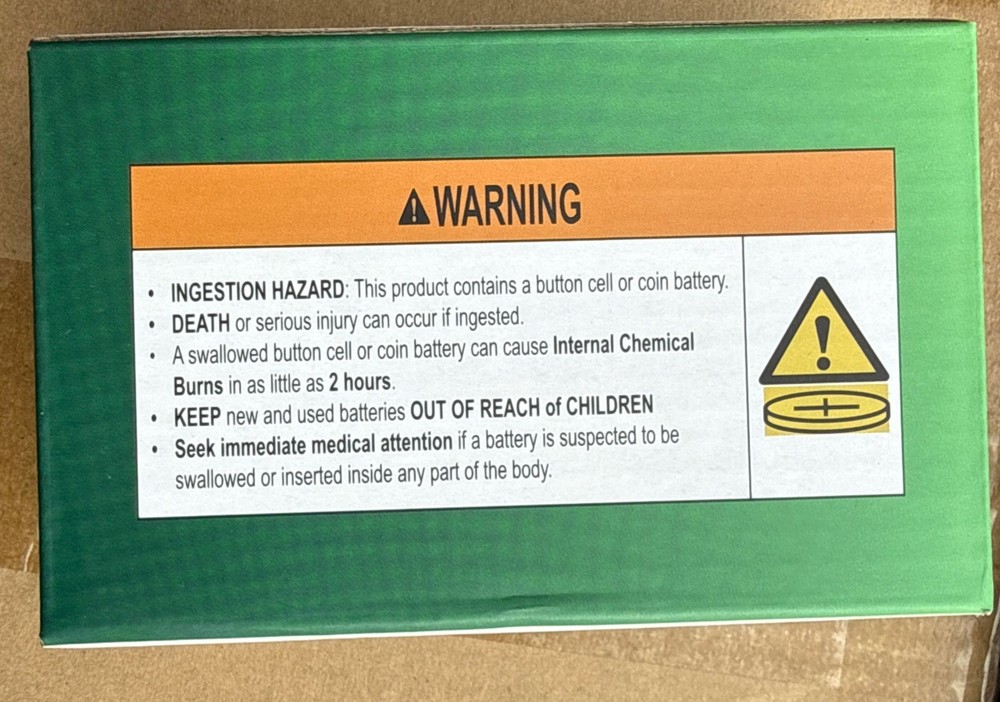 ⚠ WARNING
• INGESTION HAZARD: This product contains a button cell or coin battery.
• DEATH or serious injury can occur if ingested.
• A swallowed button cell or coin battery can cause Internal Chemical
Burns in as little as 2 hours.
• KEEP new and used batteries OUT OF REACH of CHILDREN
• Seek immediate medical attention if a battery is suspected to be
swallowed or inserted inside any part of the body.